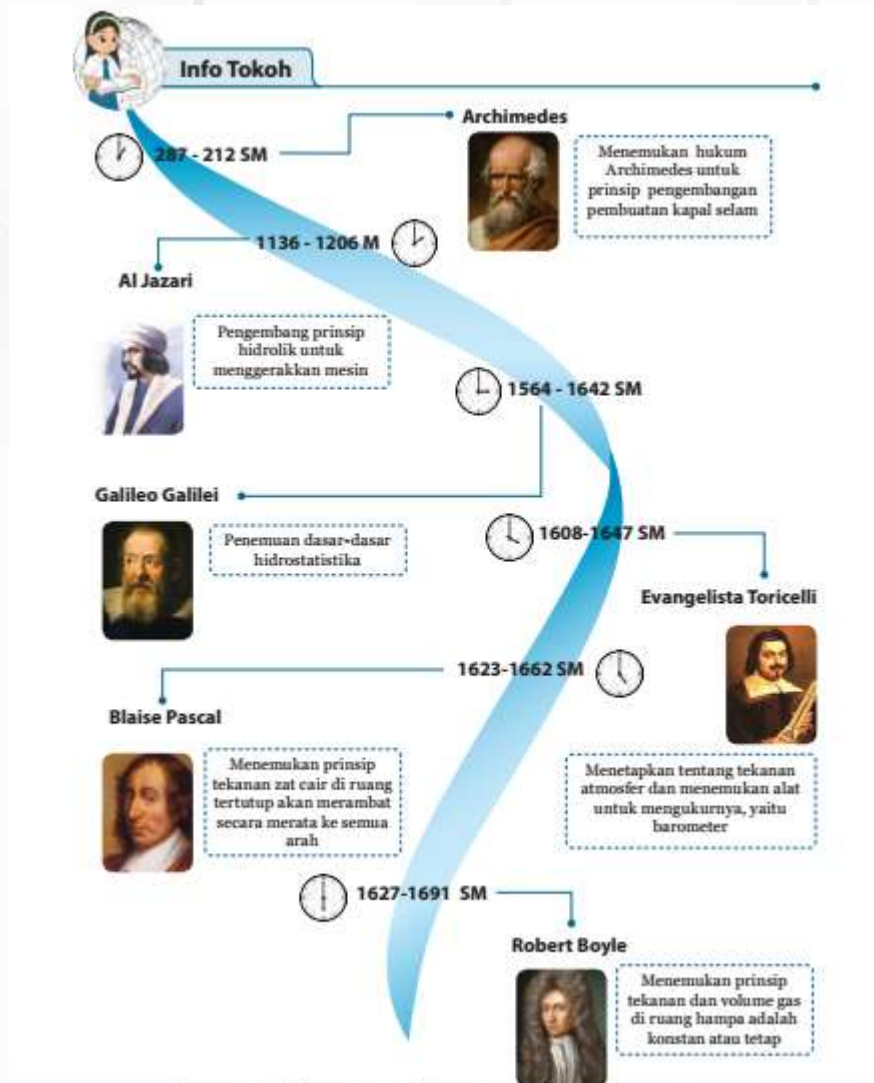 Info Tokoh
287 - 212 SM
Archimedes
Menemukan hukum
Archimedes untuk
prinsip pengembangan
pembuatan kapal selam
1136 - 1206 M
Al Jazari
Pengembang prinsip
hidrolik untuk
menggerakkan mesin
1564 - 1642 SM
Galileo Galilei
Penemuan dasar-dasar
hidrostatistika
1608-1647 SM
Evangelista Toricelli
Menetapkan tentang tekanan
atmosfer dan menemukan alat
untuk mengukurnya, yaitu
barometer
1623-1662 SM
Blaise Pascal
Menemukan prinsip
tekanan zat cair di ruang
tertutup akan merambat
secara merata ke semua
arah
1627-1691 SM
Robert Boyle
Menemukan prinsip
tekanan dan volume gas
di ruang hampa adalah
konstan atau tetap